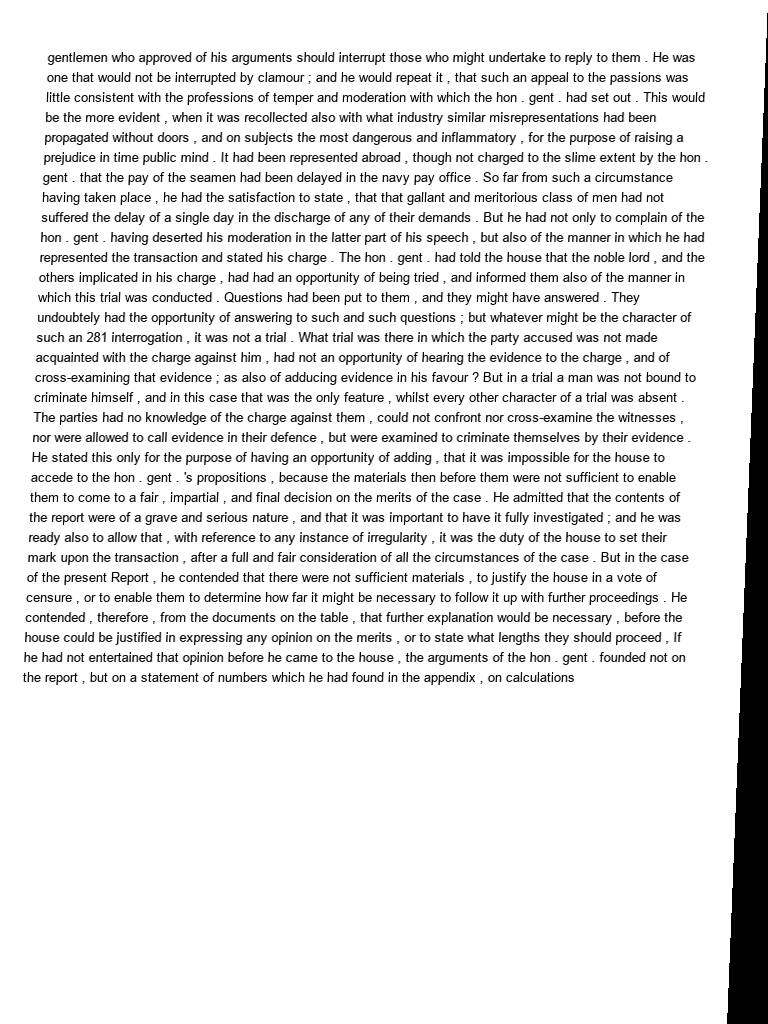 gentlemen who approved of his arguments should interrupt those who might undertake to reply to them . He was
one that would not be interrupted by clamour ; and he would repeat it , that such an appeal to the passions was
little consistent with the professions of temper and moderation with which the hon . gent . had set out . This would
be the more evident , when it was recollected also with what industry similar misrepresentations had been
propagated without doors , and on subjects the most dangerous and inflammatory , for the purpose of raising a
prejudice in time public mind . It had been represented abroad , though not charged to the slime extent by the hon .
gent . that the pay of the seamen had been delayed in the navy pay office . So far from such a circumstance
having taken place , he had the satisfaction to state , that that gallant and meritorious class of men had not
suffered the delay of a single day in the discharge of any of their demands . But he had not only to complain of the
hon . gent . having deserted his moderation in the latter part of his speech , but also of the manner in which he had
represented the transaction and stated his charge . The hon . gent . had told the house that the noble lord , and the
others implicated in his charge , had had an opportunity of being tried , and informed them also of the manner in
which this trial was conducted . Questions had been put to them , and they might have answered . They
undoubtely had the opportunity of answering to such and such questions ; but whatever might be the character of
such an 281 interrogation , it was not a trial . What trial was there in which the party accused was not made
acquainted with the charge against him , had not an opportunity of hearing the evidence to the charge , and of
cross-examining that evidence ; as also of adducing evidence in his favour ? But in a trial a man was not bound to
criminate himself , and in this case that was the only feature , whilst every other character of a trial was absent .
The parties had no knowledge of the charge against them , could not confront nor cross-examine the witnesses ,
nor were allowed to call evidence in their defence , but were examined to criminate themselves by their evidence .
He stated this only for the purpose of having an opportunity of adding , that it was impossible for the house to
accede to the hon . gent . 's propositions , because the materials then before them were not sufficient to enable
them to come to a fair , impartial , and final decision on the merits of the case . He admitted that the contents of
the report were of a grave and serious nature , and that it was important to have it fully investigated ; and he was
ready also to allow that , with reference to any instance of irregularity , it was the duty of the house to set their
mark upon the transaction , after a full and fair consideration of all the circumstances of the case . But in the case
of the present Report , he contended that there were not sufficient materials , to justify the house in a vote of
censure , or to enable them to determine how far it might be necessary to follow it up with further proceedings . He
contended , therefore , from the documents on the table , that further explanation would be necessary , before the
house could be justified in expressing any opinion on the merits , or to state what lengths they should proceed , If
he had not entertained that opinion before he came to the house , the arguments of the hon . gent . founded not on
the report , but on a statement of numbers which he had found in the appendix , on calculations